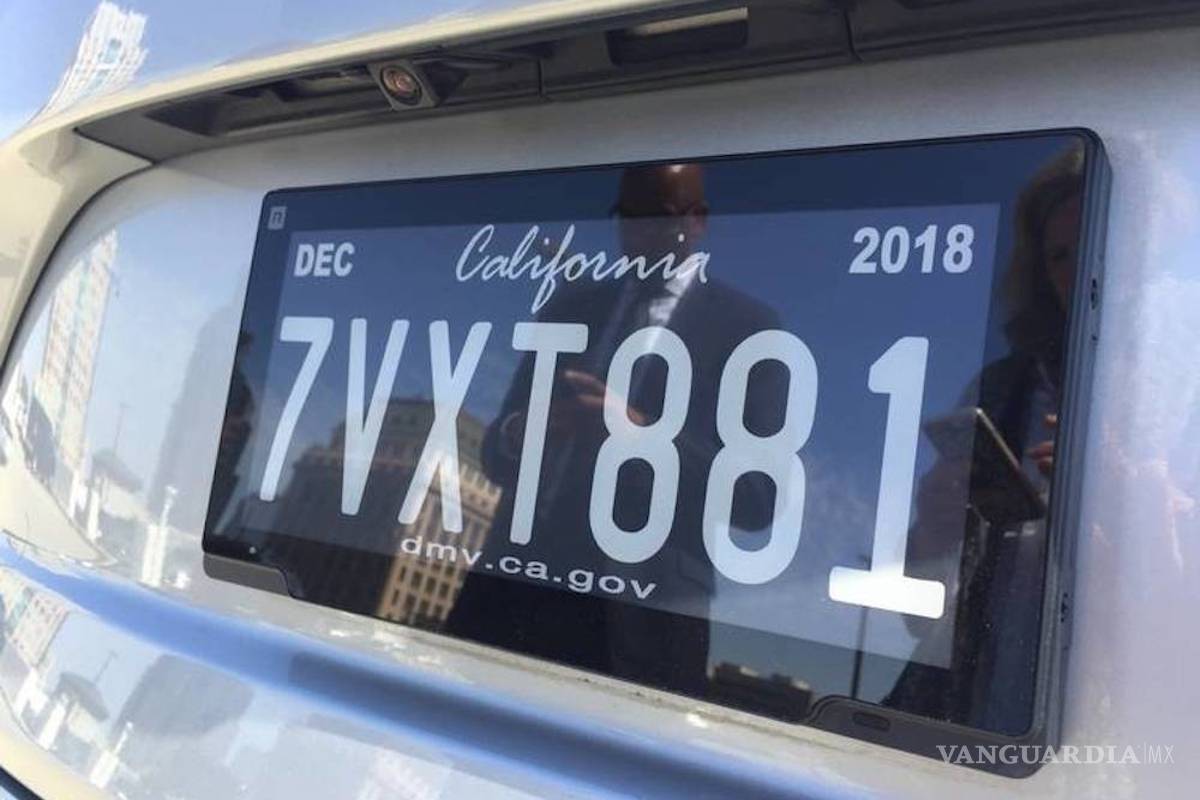 n
DEC California 2018
7VXT881
dmv.ca.gov
VANGUARDIA|MX